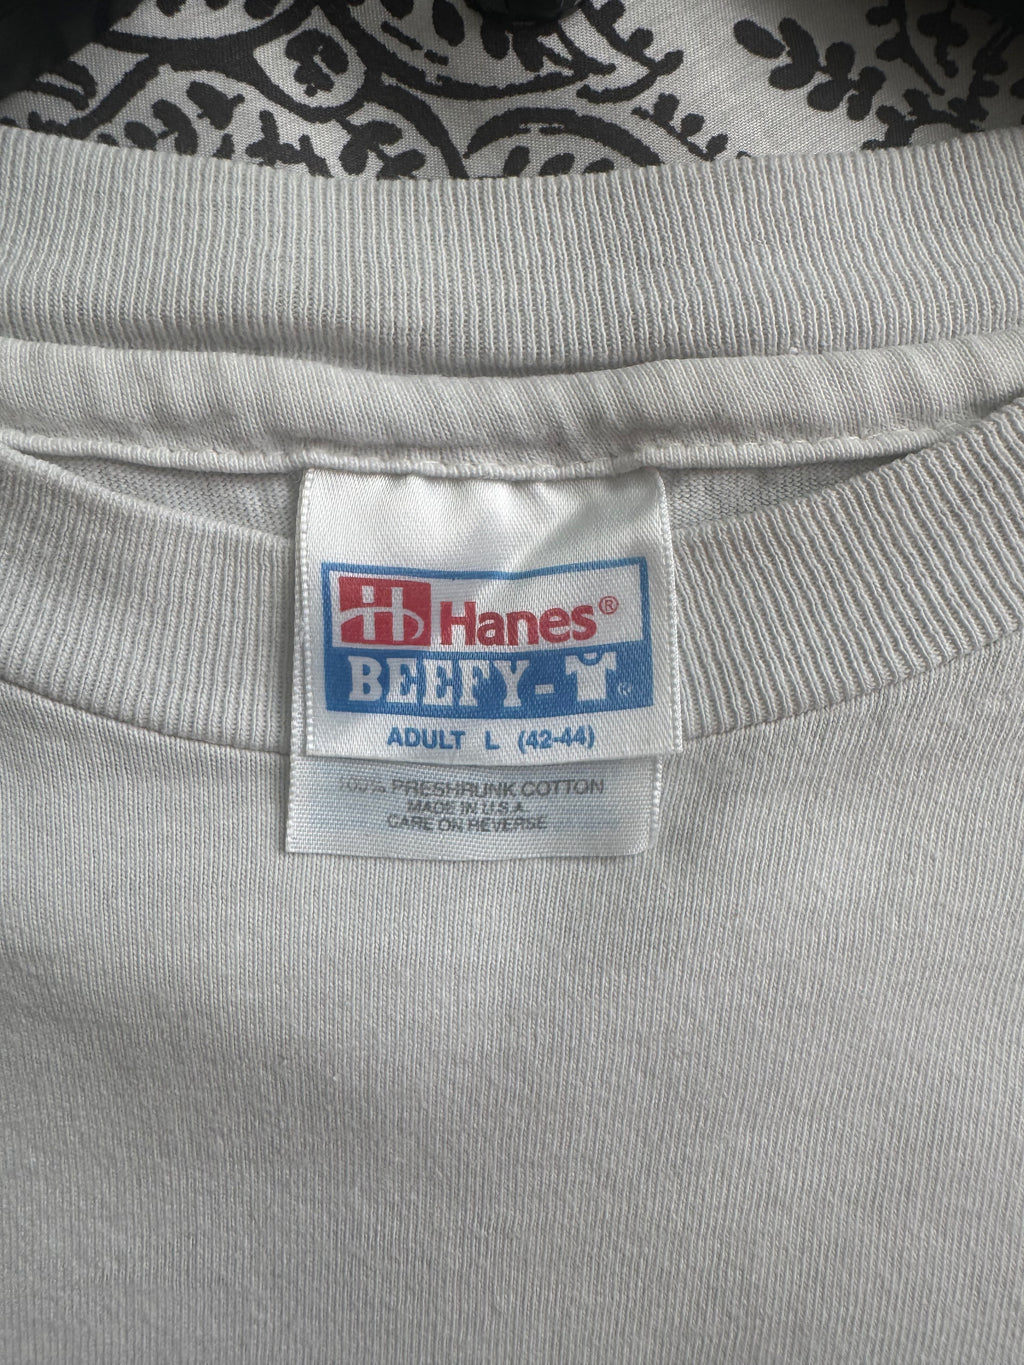 Hanes®
BEEFY-T®
ADULT L (42-44)
100% PRESHRUNK COTTON
MADE IN U.S.A.
CARE ON REVERSE